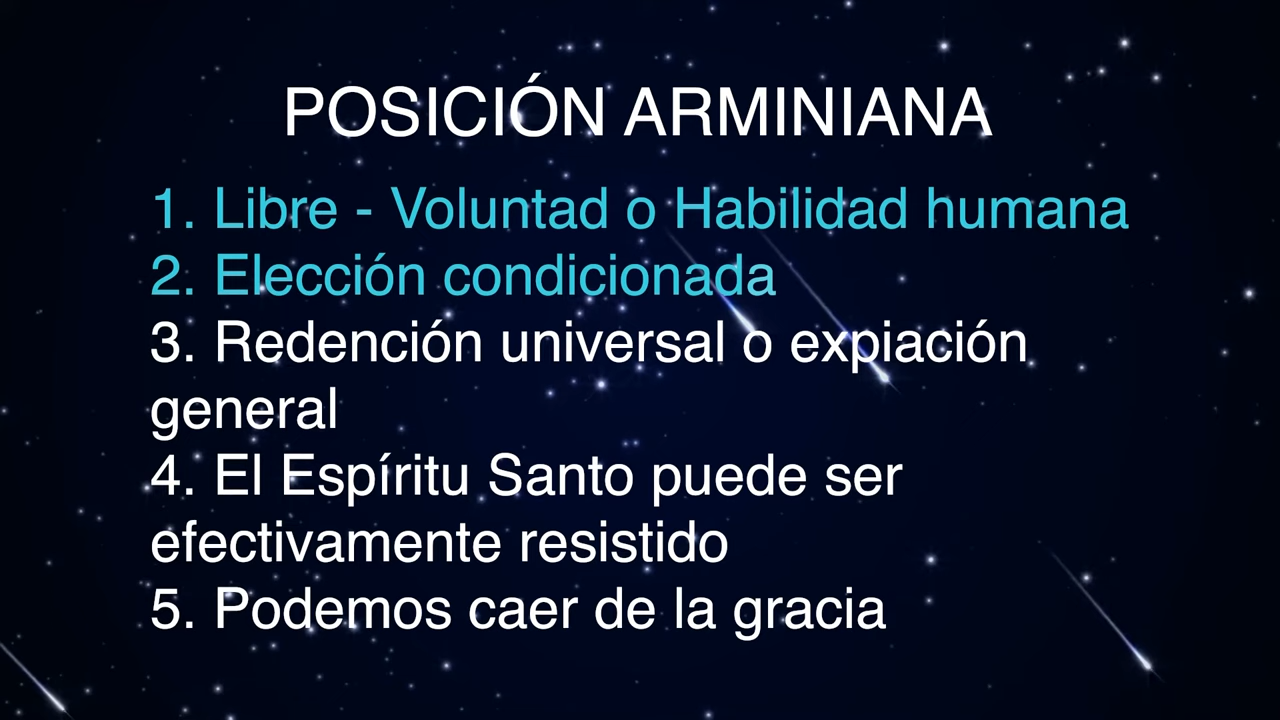 POSICIÓN ARMINIANA
1. Libre - Voluntad o Habilidad humana
2. Elección condicionada
3. Redención universal o expiación
general
4. El Espíritu Santo puede ser
efectivamente resistido
5. Podemos caer de la gracia